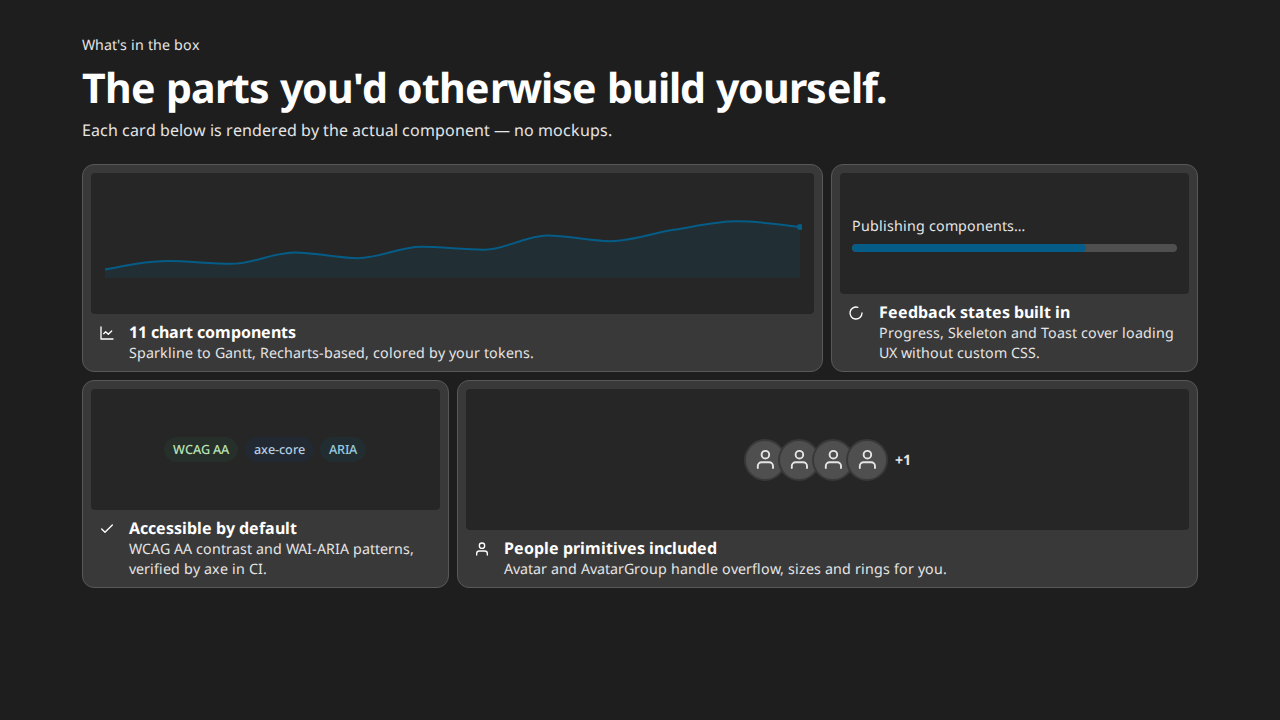 What's in the box
The parts you'd otherwise build yourself.
Each card below is rendered by the actual component — no mockups.
11 chart components
Sparkline to Gantt, Recharts-based, colored by your tokens.
Publishing components...
Feedback states built in
Progress, Skeleton and Toast cover loading
UX without custom CSS.
WCAG AA axe-core ARIA
Accessible by default
WCAG AA contrast and WAI-ARIA patterns,
verified by axe in CI.
+1
People primitives included
Avatar and AvatarGroup handle overflow, sizes and rings for you.